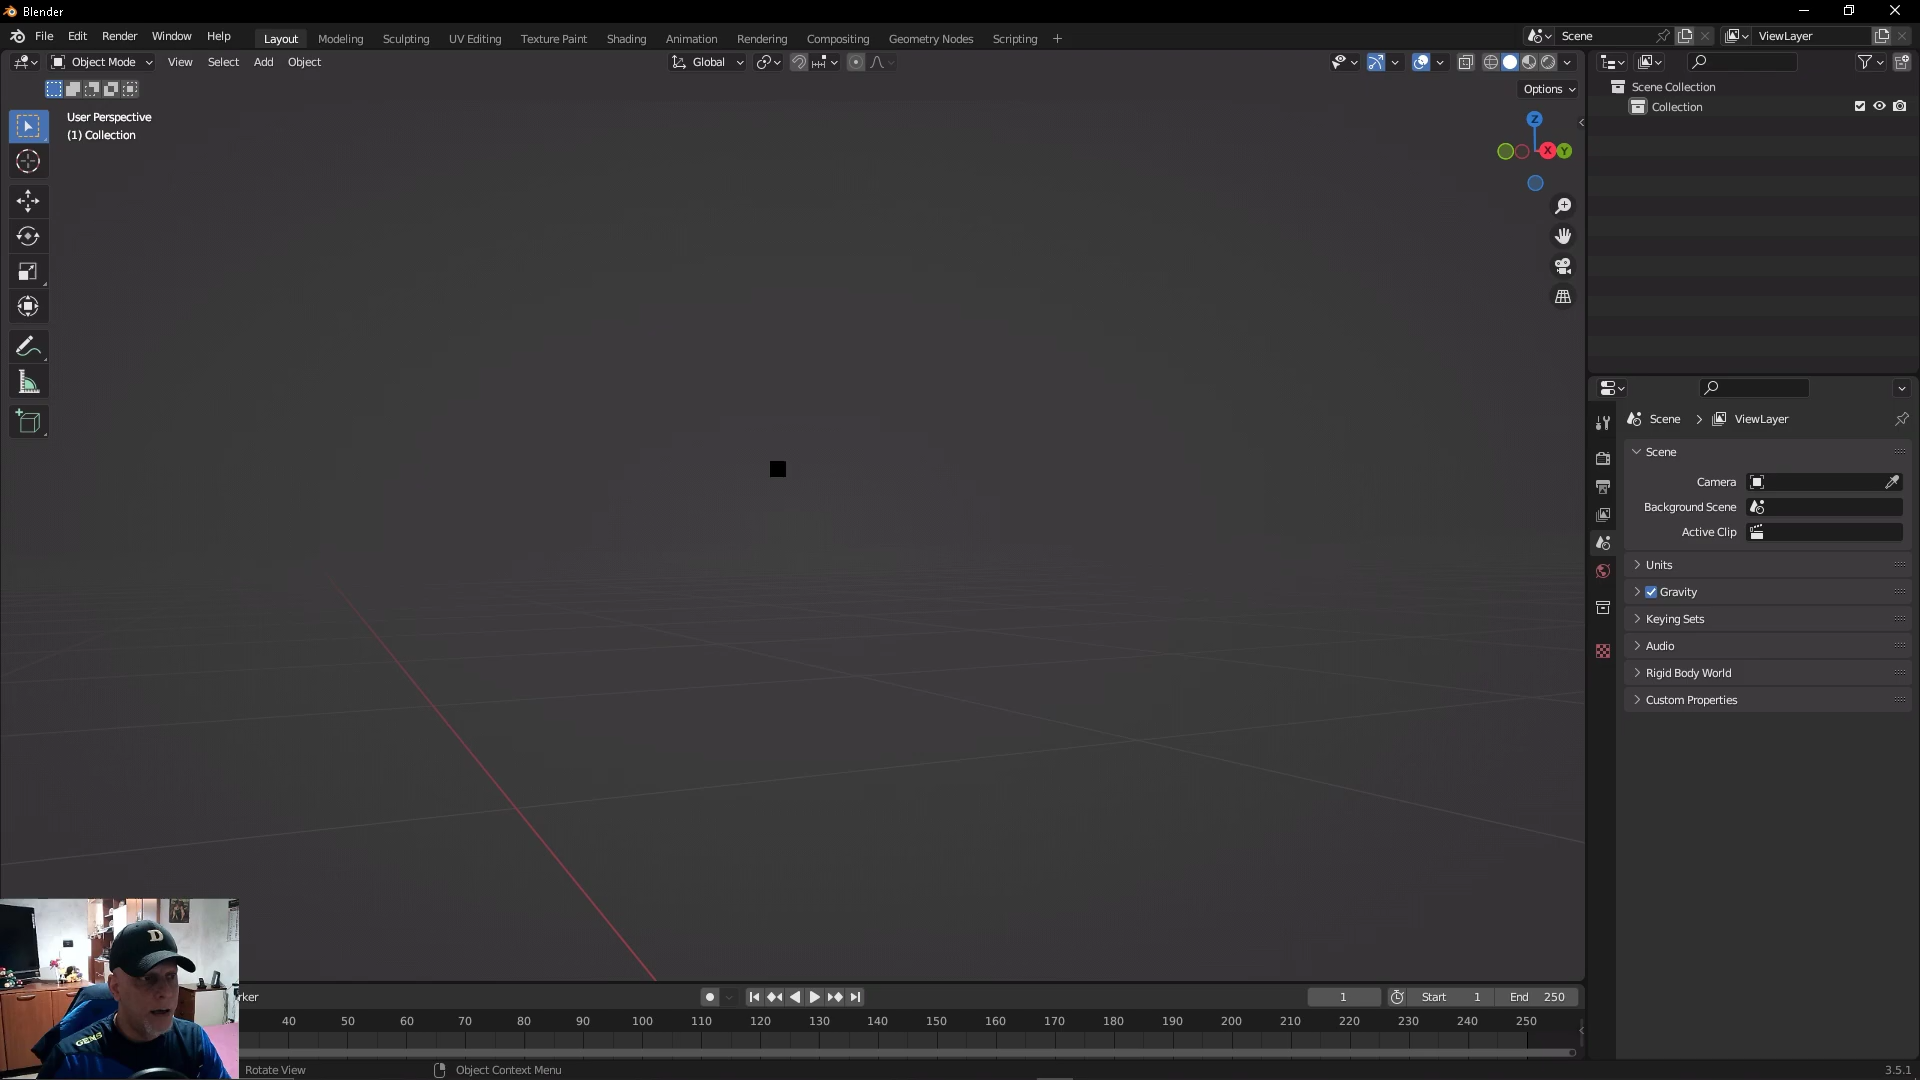 Blender
File Edit Render Window Help Layout Modeling Sculpting UV Editing Texture Paint Shading Animation Rendering Compositing Geometry Nodes Scripting + Scene ViewLayer
Object Mode View Select Add Object Global
Options
User Perspective
(1) Collection
Z
X
Y
Scene Collection
Collection
Scene > ViewLayer
Scene
Camera
Background Scene
Active Clip
Units
Gravity
Keying Sets
Audio
Rigid Body World
Custom Properties
D
GENS
rker 1 Start 1 End 250
40 50 60 70 80 90 100 110 120 130 140 150 160 170 180 190 200 210 220 230 240 250
Rotate View Object Context Menu 3.5.1